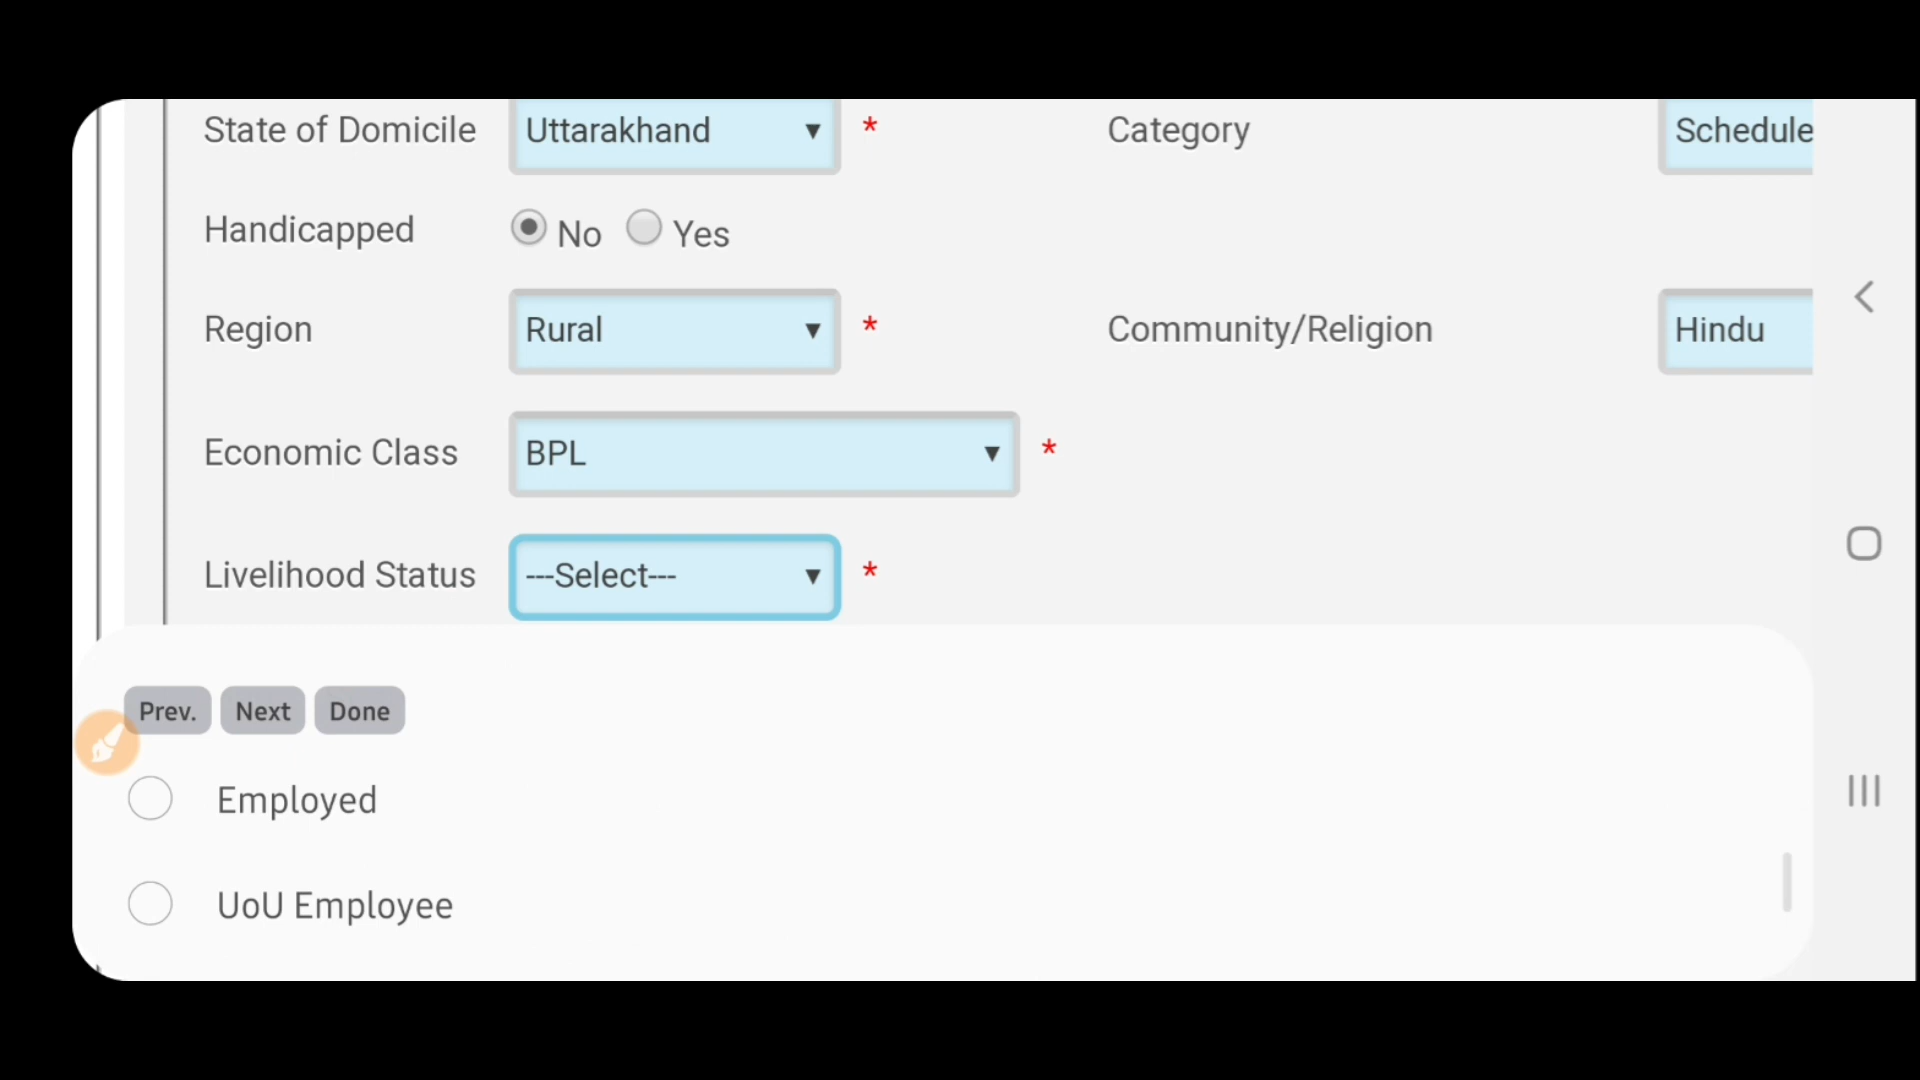 State of Domicile Uttarakhand ▼ * Category Schedule
Handicapped No Yes
Region Rural ▼ * Community/Religion Hindu
Economic Class BPL ▼ *
Livelihood Status ---Select--- ▼ *
Prev. Next Done
Employed
UoU Employee